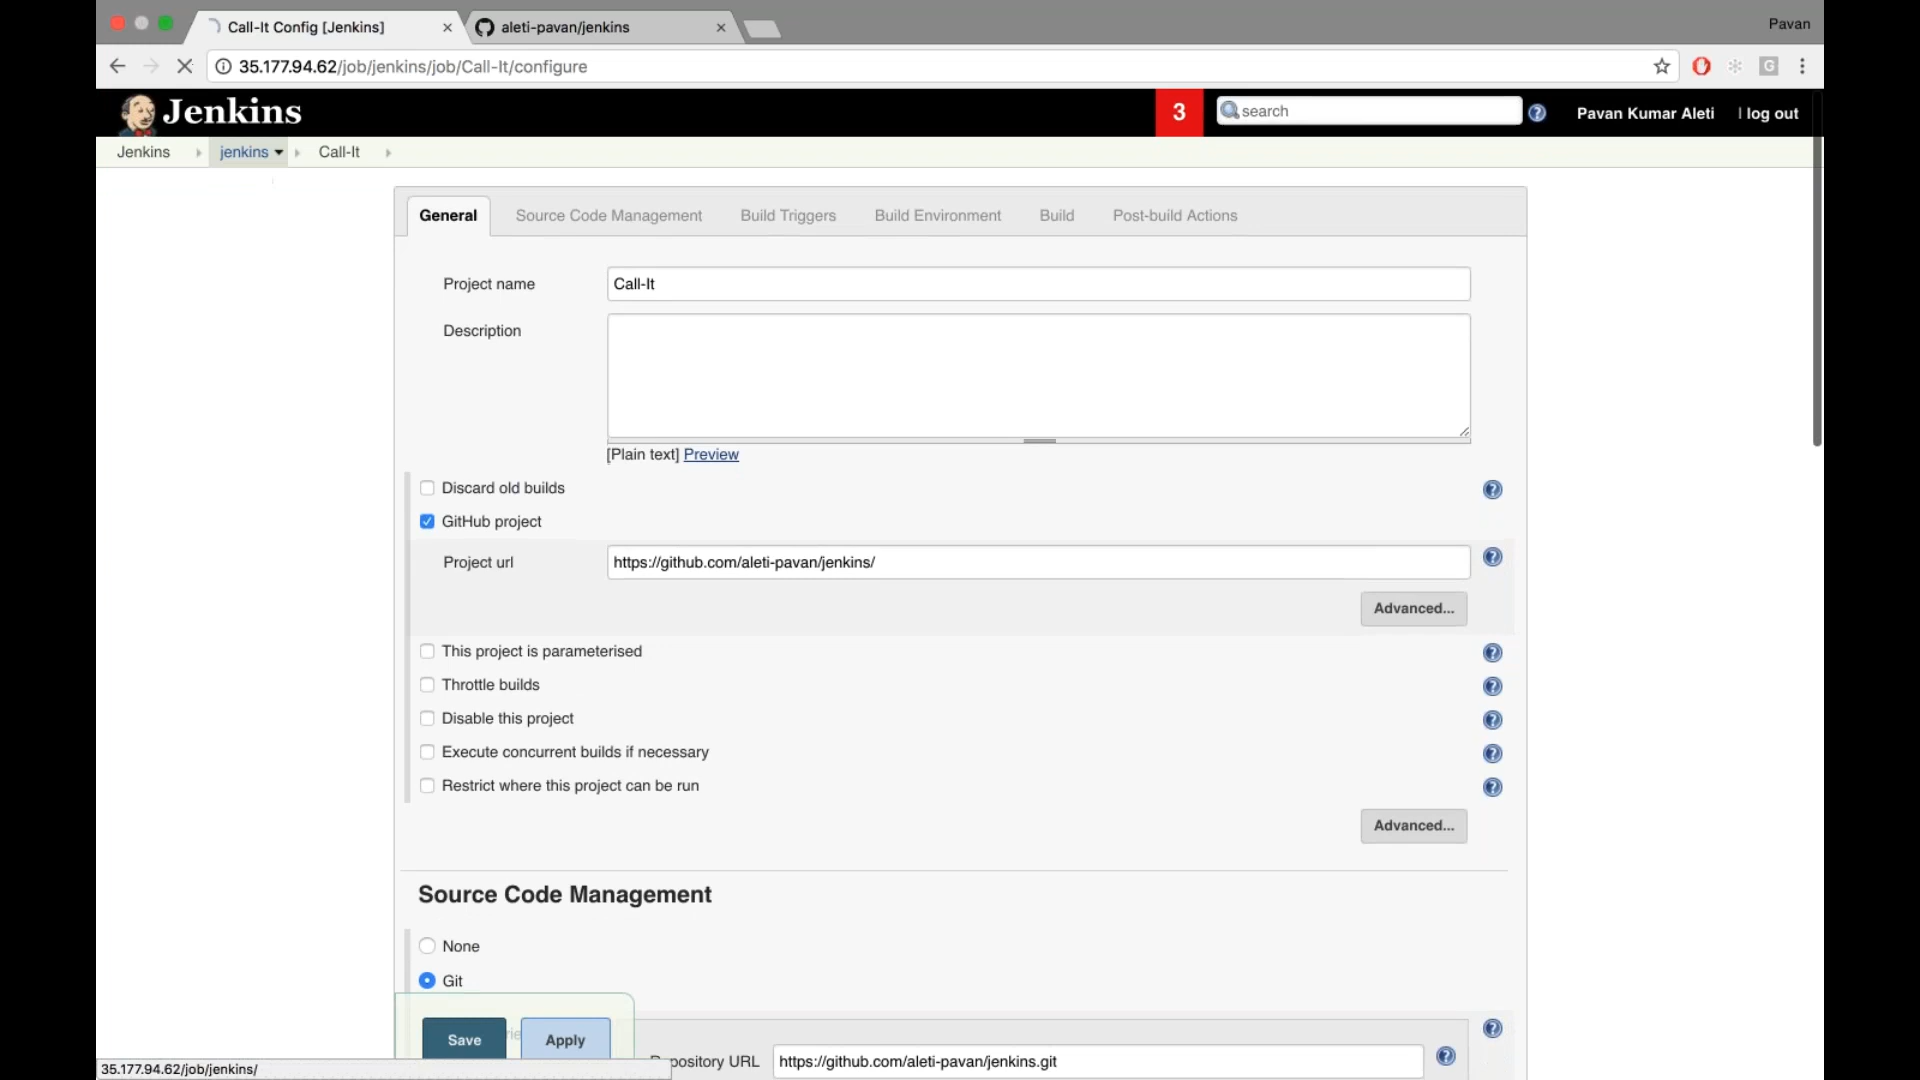 Call-It Config [Jenkins]
aleti-pavan/jenkins
Pavan
35.177.94.62/job/jenkins/job/Call-It/configure
Jenkins
3
search
Pavan Kumar Aleti
| log out
Jenkins
jenkins
Call-It
General
Source Code Management
Build Triggers
Build Environment
Build
Post-build Actions
Project name
Call-It
Description
[Plain text] Preview
Discard old builds
GitHub project
Project url
https://github.com/aleti-pavan/jenkins/
Advanced...
This project is parameterised
Throttle builds
Disable this project
Execute concurrent builds if necessary
Restrict where this project can be run
Advanced...
Source Code Management
None
Git
Save
Apply
Repository URL
https://github.com/aleti-pavan/jenkins.git
35.177.94.62/job/jenkins/